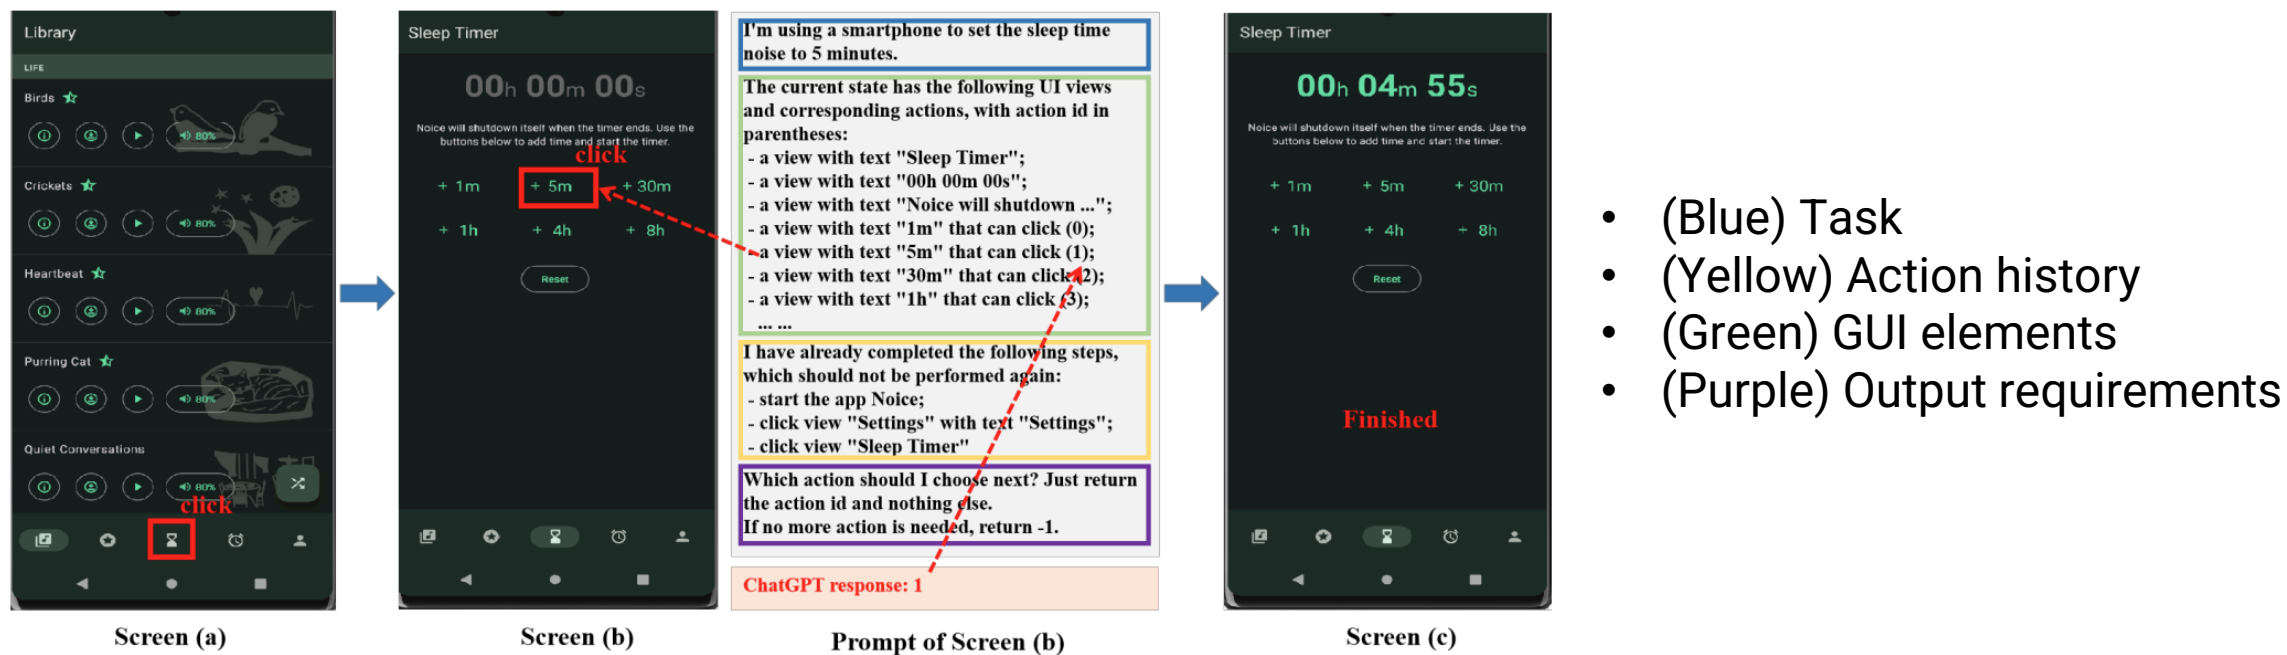 Library
LIFE
Birds
80%
Crickets
80%
Heartbeat
80%
Purring Cat
80%
Quiet Conversations
80%
click
Screen (a)
Sleep Timer
00h 00m 00s
Noice will shutdown itself when the timer ends. Use the
buttons below to add time and start the timer.
click
+ 1m + 5m + 30m
+ 1h + 4h + 8h
Reset
Screen (b)
I'm using a smartphone to set the sleep time
noise to 5 minutes.
The current state has the following UI views
and corresponding actions, with action id in
parentheses:
- a view with text "Sleep Timer";
- a view with text "00h 00m 00s";
- a view with text "Noice will shutdown ...";
- a view with text "1m" that can click (0);
- a view with text "5m" that can click (1);
- a view with text "30m" that can click (2);
- a view with text "1h" that can click (3);
... ...
I have already completed the following steps,
which should not be performed again:
- start the app Noice;
- click view "Settings" with text "Settings";
- click view "Sleep Timer"
Which action should I choose next? Just return
the action id and nothing else.
If no more action is needed, return -1.
ChatGPT response: 1
Prompt of Screen (b)
Sleep Timer
00h 04m 55s
Noice will shutdown itself when the timer ends. Use the
buttons below to add time and start the timer.
+ 1m + 5m + 30m
+ 1h + 4h + 8h
Reset
Finished
Screen (c)
• (Blue) Task
• (Yellow) Action history
• (Green) GUI elements
• (Purple) Output requirements